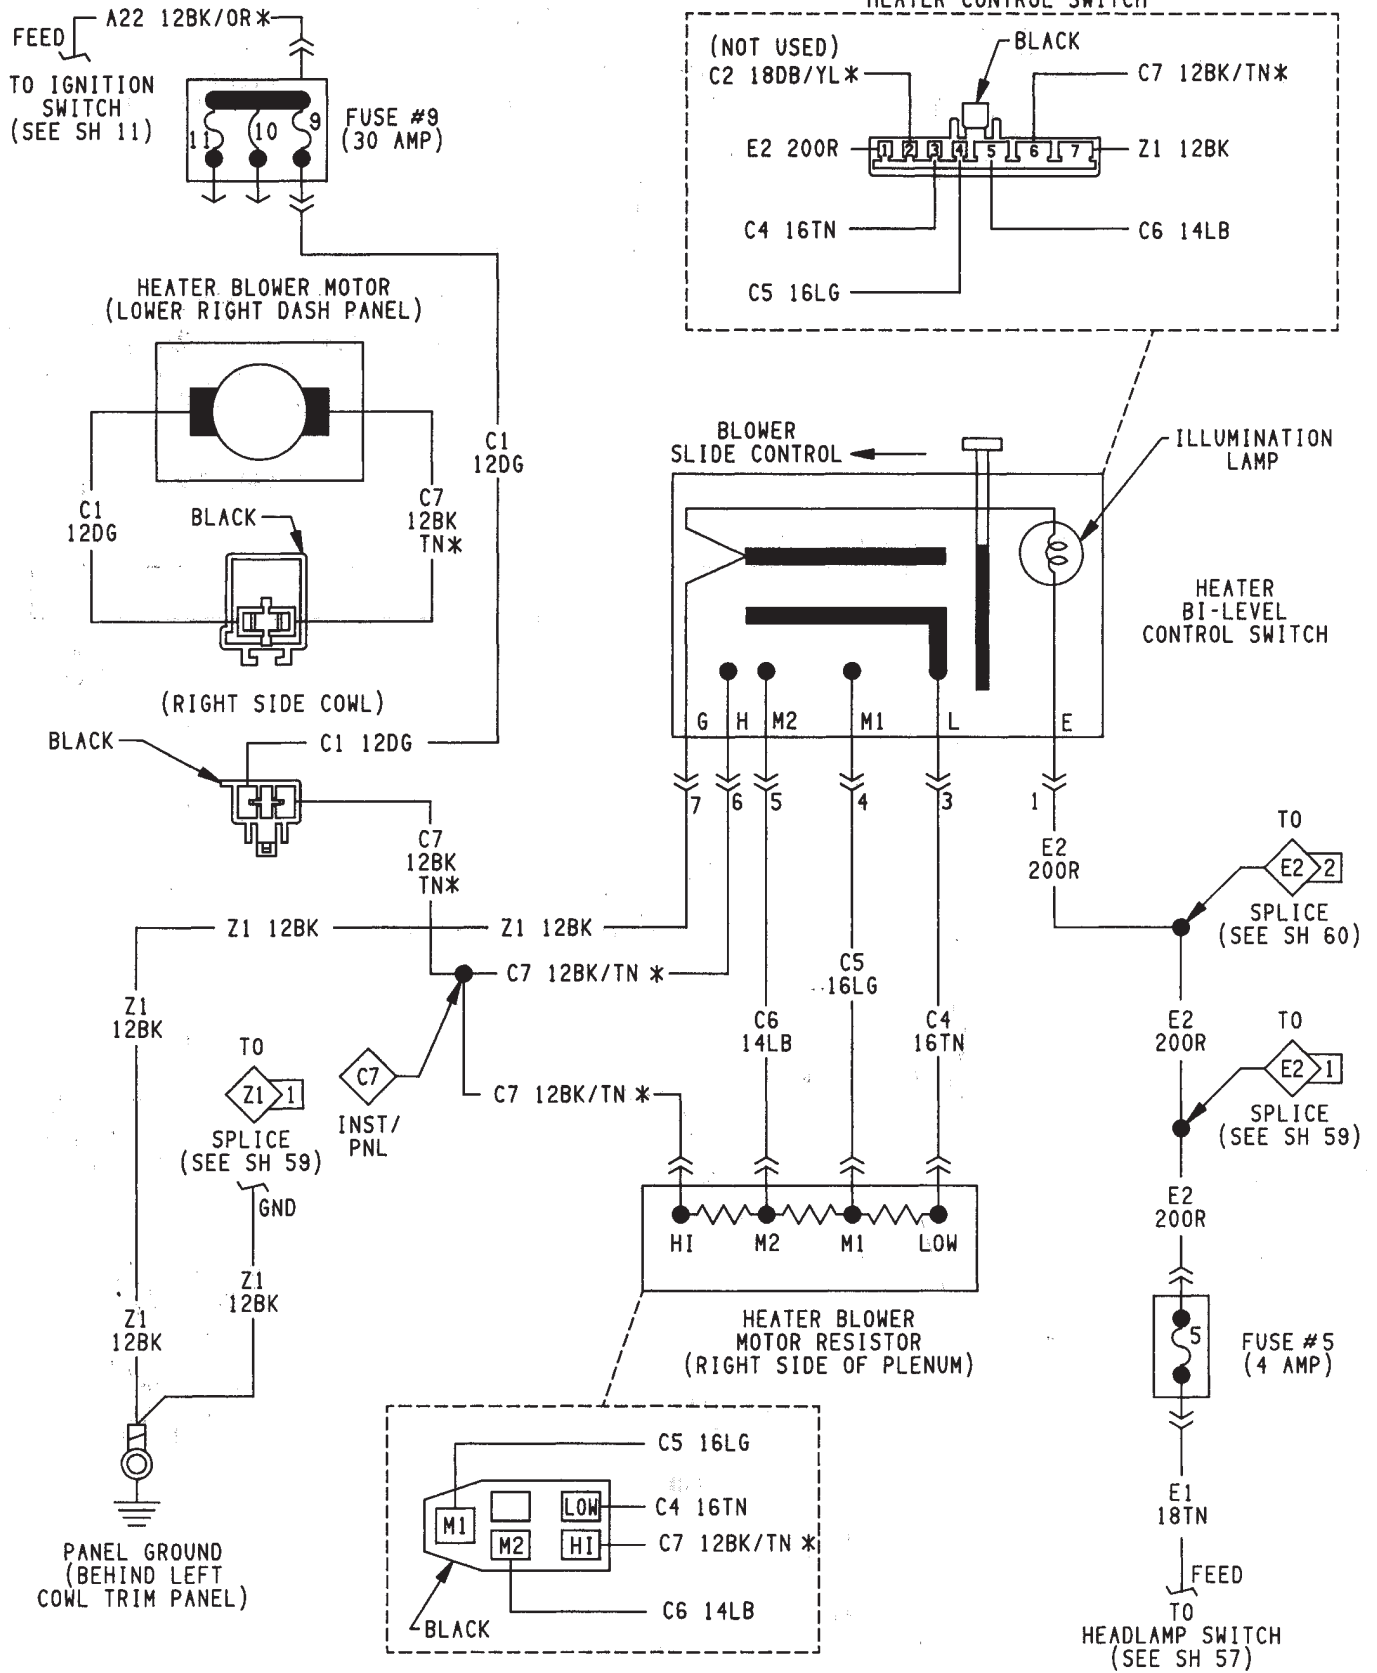 HEATER CONTROL SWITCH
A22 12BK/OR*
FEED
TO IGNITION
SWITCH
(SEE SH 11)
11
10
9
FUSE #9
(30 AMP)
(NOT USED)
C2 18DB/YL*
BLACK
C7 12BK/TN*
E2 200R
1
2
3
4
5
6
7
Z1 12BK
C4 16TN
C6 14LB
C5 16LG
HEATER BLOWER MOTOR
(LOWER RIGHT DASH PANEL)
C1
12DG
C7
12BK
TN*
C1
12DG
BLACK
(RIGHT SIDE COWL)
BLACK
C1 12DG
C7
12BK
TN*
BLOWER
SLIDE CONTROL
ILLUMINATION
LAMP
HEATER
BI-LEVEL
CONTROL SWITCH
G
H
M2
M1
L
E
7
6
5
4
3
1
E2
200R
TO
E2
2
SPLICE
(SEE SH 60)
Z1 12BK
Z1 12BK
C7 12BK/TN *
C5
16LG
C6
14LB
C4
16TN
E2
200R
TO
E2
1
SPLICE
(SEE SH 59)
Z1
12BK
TO
Z1
1
SPLICE
(SEE SH 59)
GND
C7
INST/
PNL
C7 12BK/TN *
E2
200R
HI
M2
M1
LOW
HEATER BLOWER
MOTOR RESISTOR
(RIGHT SIDE OF PLENUM)
Z1
12BK
Z1
12BK
5
FUSE #5
(4 AMP)
C5 16LG
LOW
C4 16TN
M1
M2
HI
C7 12BK/TN *
C6 14LB
BLACK
E1
18TN
FEED
TO
HEADLAMP SWITCH
(SEE SH 57)
PANEL GROUND
(BEHIND LEFT
COWL TRIM PANEL)